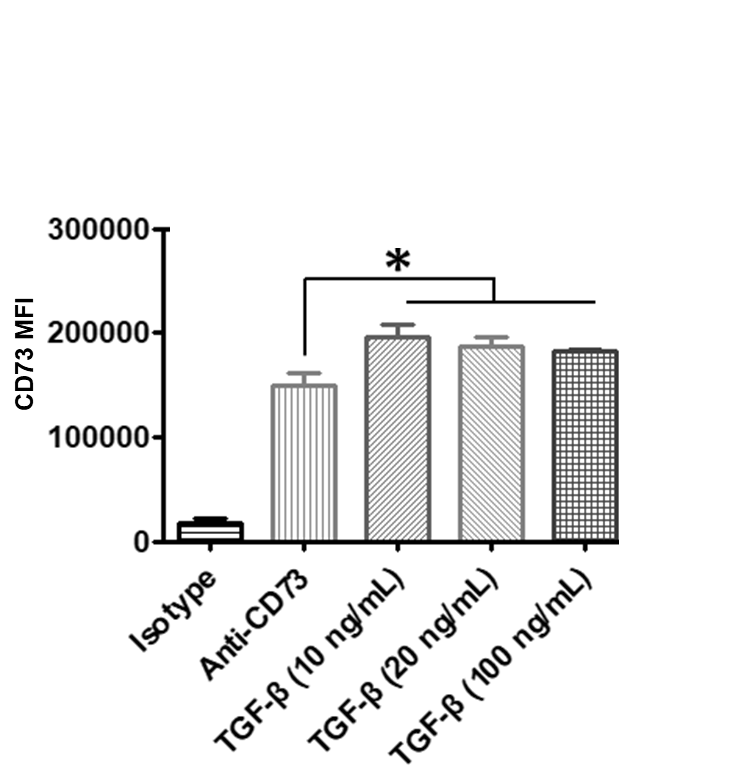 300000
*
200000
CD73 MFI
100000
0
Isotype
Anti-CD73
TGF-β (10 ng/mL)
TGF-β (20 ng/mL)
TGF-β (100 ng/mL)